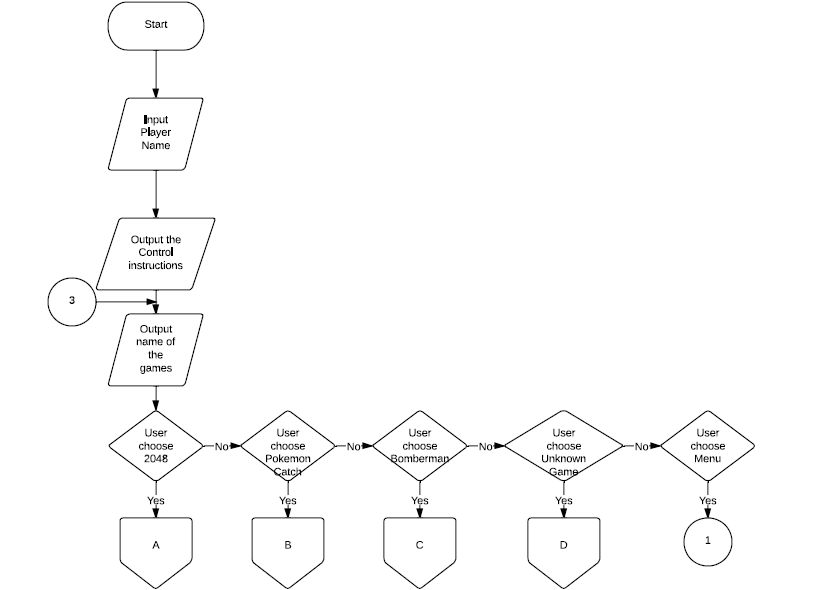 Start
Input
Player
Name
Output the
Control
instructions
3
Output
name of
the
games
User
choose
2048
No
User
choose
Pokemon
Catch
No
User
choose
Bomberman
No
User
choose
Unknown
Game
No
User
choose
Menu
Yes
Yes
Yes
Yes
Yes
A
B
C
D
1